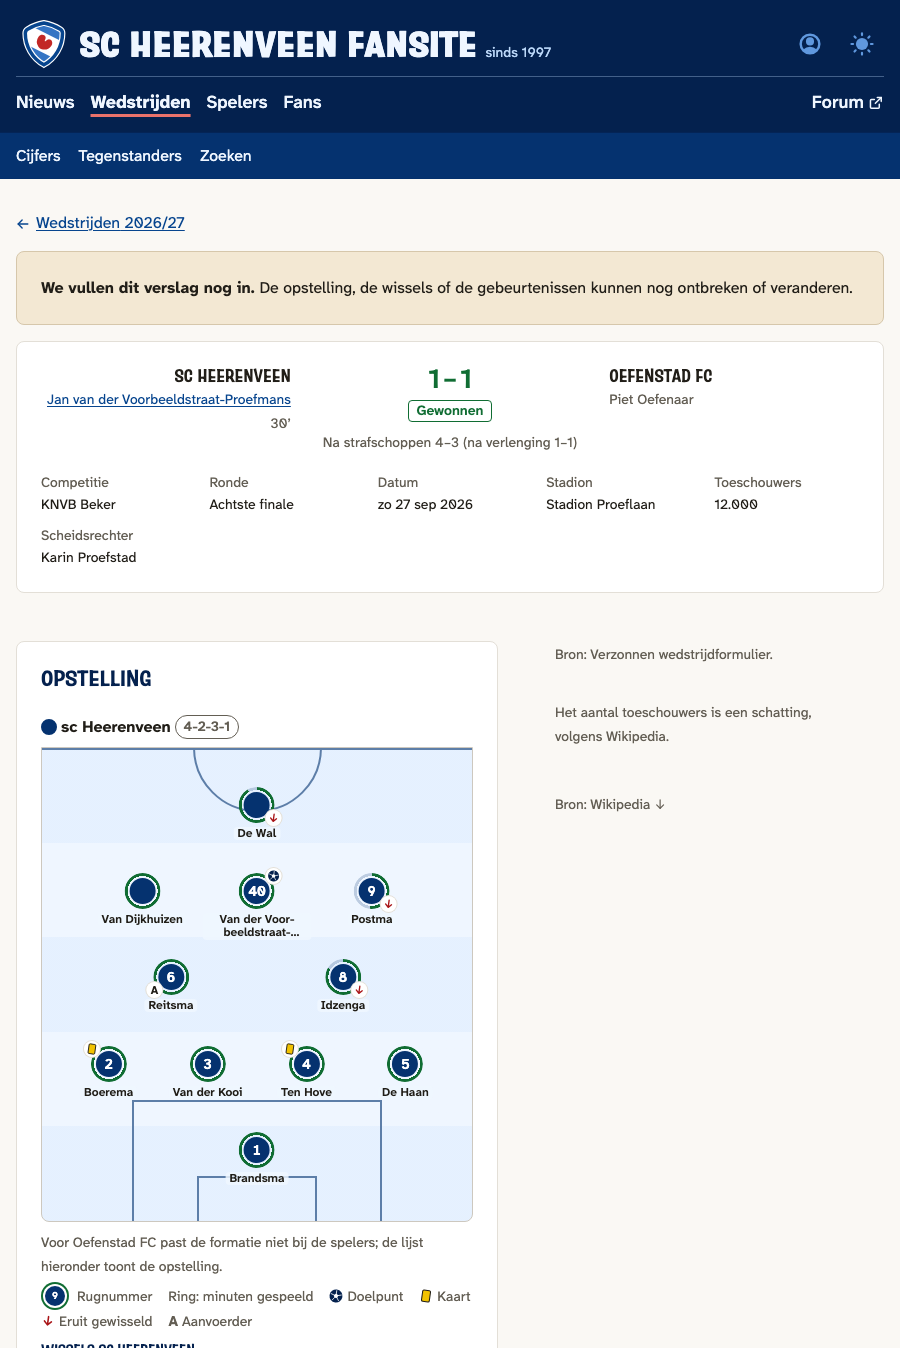 SC HEERENVEEN FANSITE sinds 1997
Nieuws Wedstrijden Spelers Fans Forum
Cijfers Tegenstanders Zoeken
← Wedstrijden 2026/27
We vullen dit verslag nog in. De opstelling, de wissels of de gebeurtenissen kunnen nog ontbreken of veranderen.
SC HEERENVEEN
Jan van der Voorbeeldstraat-Proefmans
30'
1–1
Gewonnen
Na strafschoppen 4–3 (na verlenging 1–1)
OEFENSTAD FC
Piet Oefenaar
Competitie
KNVB Beker
Ronde
Achtste finale
Datum
zo 27 sep 2026
Stadion
Stadion Proeflaan
Toeschouwers
12.000
Scheidsrechter
Karin Proefstad
OPSTELLING
sc Heerenveen 4-2-3-1
De Wal
Van Dijkhuizen
40
Van der Voor-
beeldstraat-...
9
Postma
6
A
Reitsma
8
Idzenga
2
Boerema
3
Van der Kooi
4
Ten Hove
5
De Haan
1
Brandsma
Voor Oefenstad FC past de formatie niet bij de spelers; de lijst
hieronder toont de opstelling.
9 Rugnummer Ring: minuten gespeeld Doelpunt Kaart
Eruit gewisseld A Aanvoerder
WISSELS SC HEERENVEEN
Bron: Verzonnen wedstrijdformulier.
Het aantal toeschouwers is een schatting,
volgens Wikipedia.
Bron: Wikipedia ↓